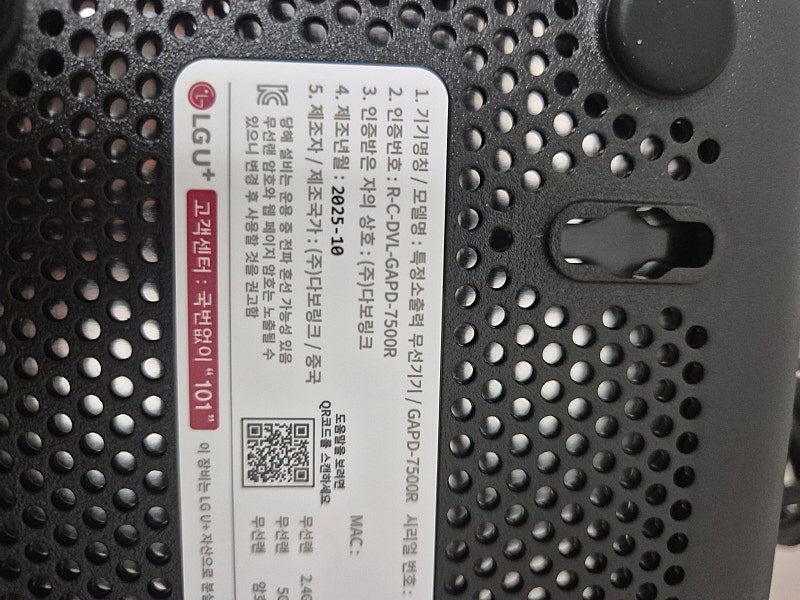 1. 기기명칭 / 모델명 : 특정소출력 무선기기 / GAPD-7500R 시리얼 번호 :
2. 인증번호 : R-C-DVL-GAPD-7500R
3. 인증받은 자의 상호 : (주)다보링크
MAC :
4. 제조년월 : 2025-10
5. 제조자 / 제조국가 : (주)다보링크 / 중국
도움말을 보려면
QR코드를 스캔하세요
무선랜 2.4G
무선랜 5G
무선랜 암호
당해 설비는 운용 중 전파 혼선 가능성 있음
무선랜 암호와 웹 페이지 암호는 노출될 수
있으니 변경 후 사용할 것을 권고함
LG U+
고객센터 : 국번없이 “101”
이 장비는 LG U+ 자산으로 분실